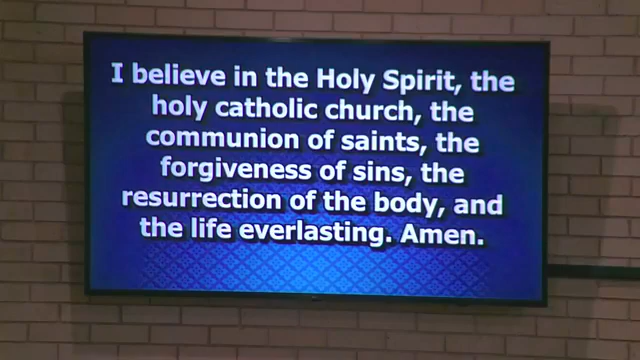 I believe in the Holy Spirit, the
holy catholic church, the
communion of saints, the
forgiveness of sins, the
resurrection of the body, and
the life everlasting. Amen.